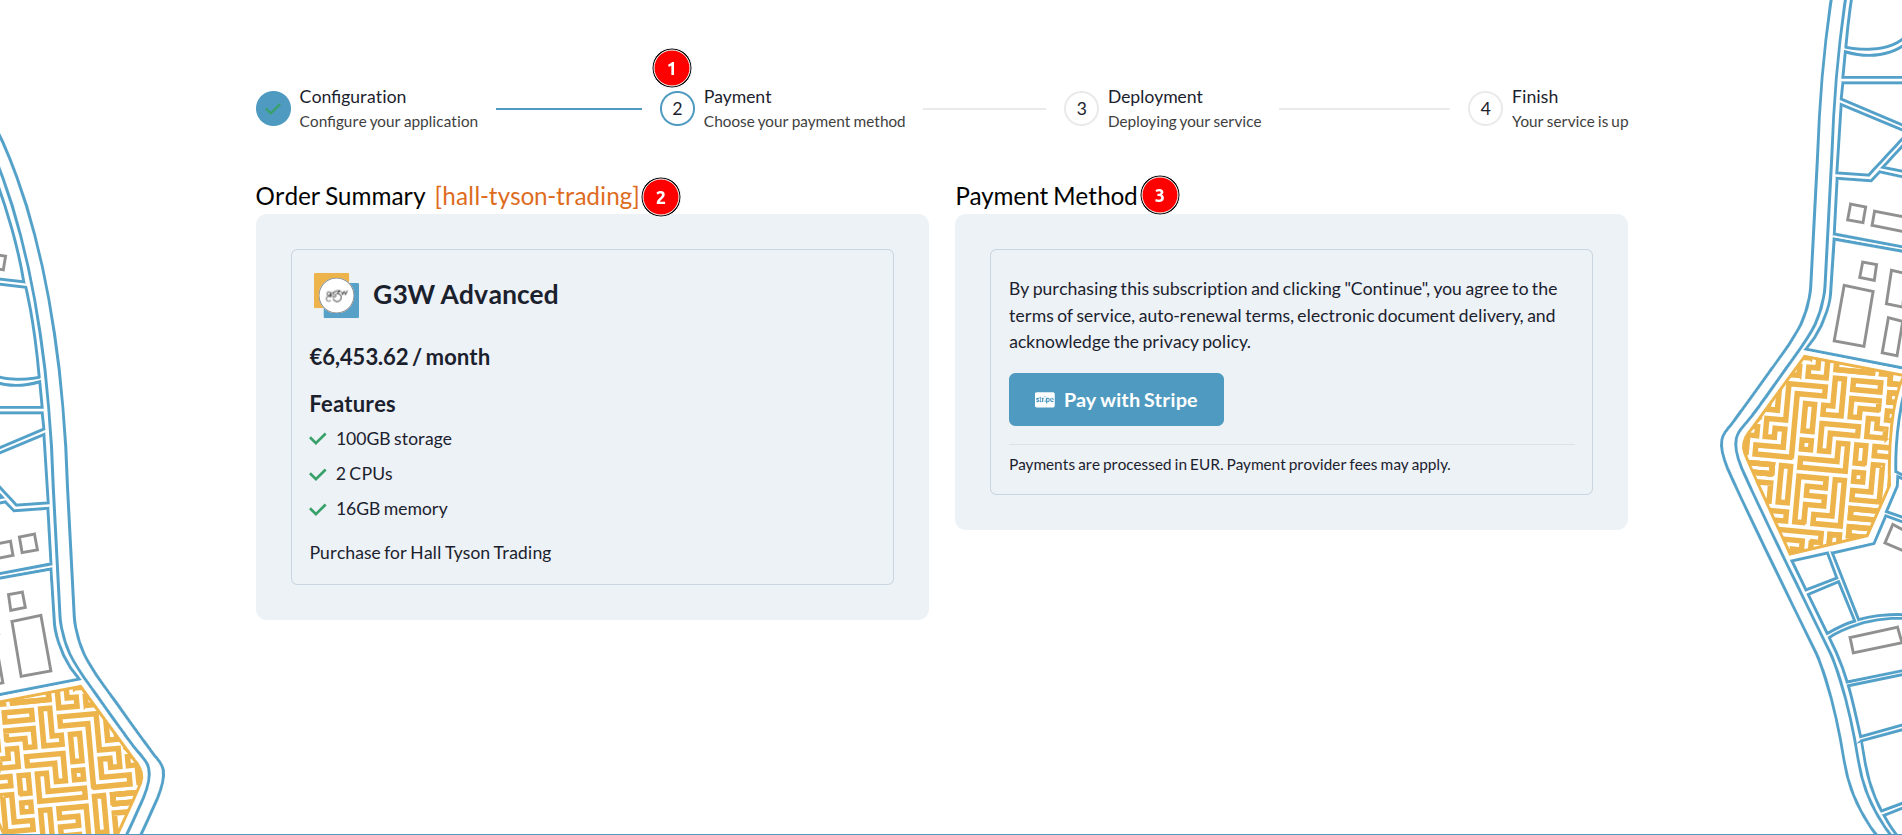 1
Configuration
Configure your application
2
Payment
Choose your payment method
3
Deployment
Deploying your service
4
Finish
Your service is up
Order Summary [hall-tyson-trading] 2
G3W Advanced
€6,453.62 / month
Features
100GB storage
2 CPUs
16GB memory
Purchase for Hall Tyson Trading
Payment Method 3
By purchasing this subscription and clicking "Continue", you agree to the
terms of service, auto-renewal terms, electronic document delivery, and
acknowledge the privacy policy.
stripe Pay with Stripe
Payments are processed in EUR. Payment provider fees may apply.